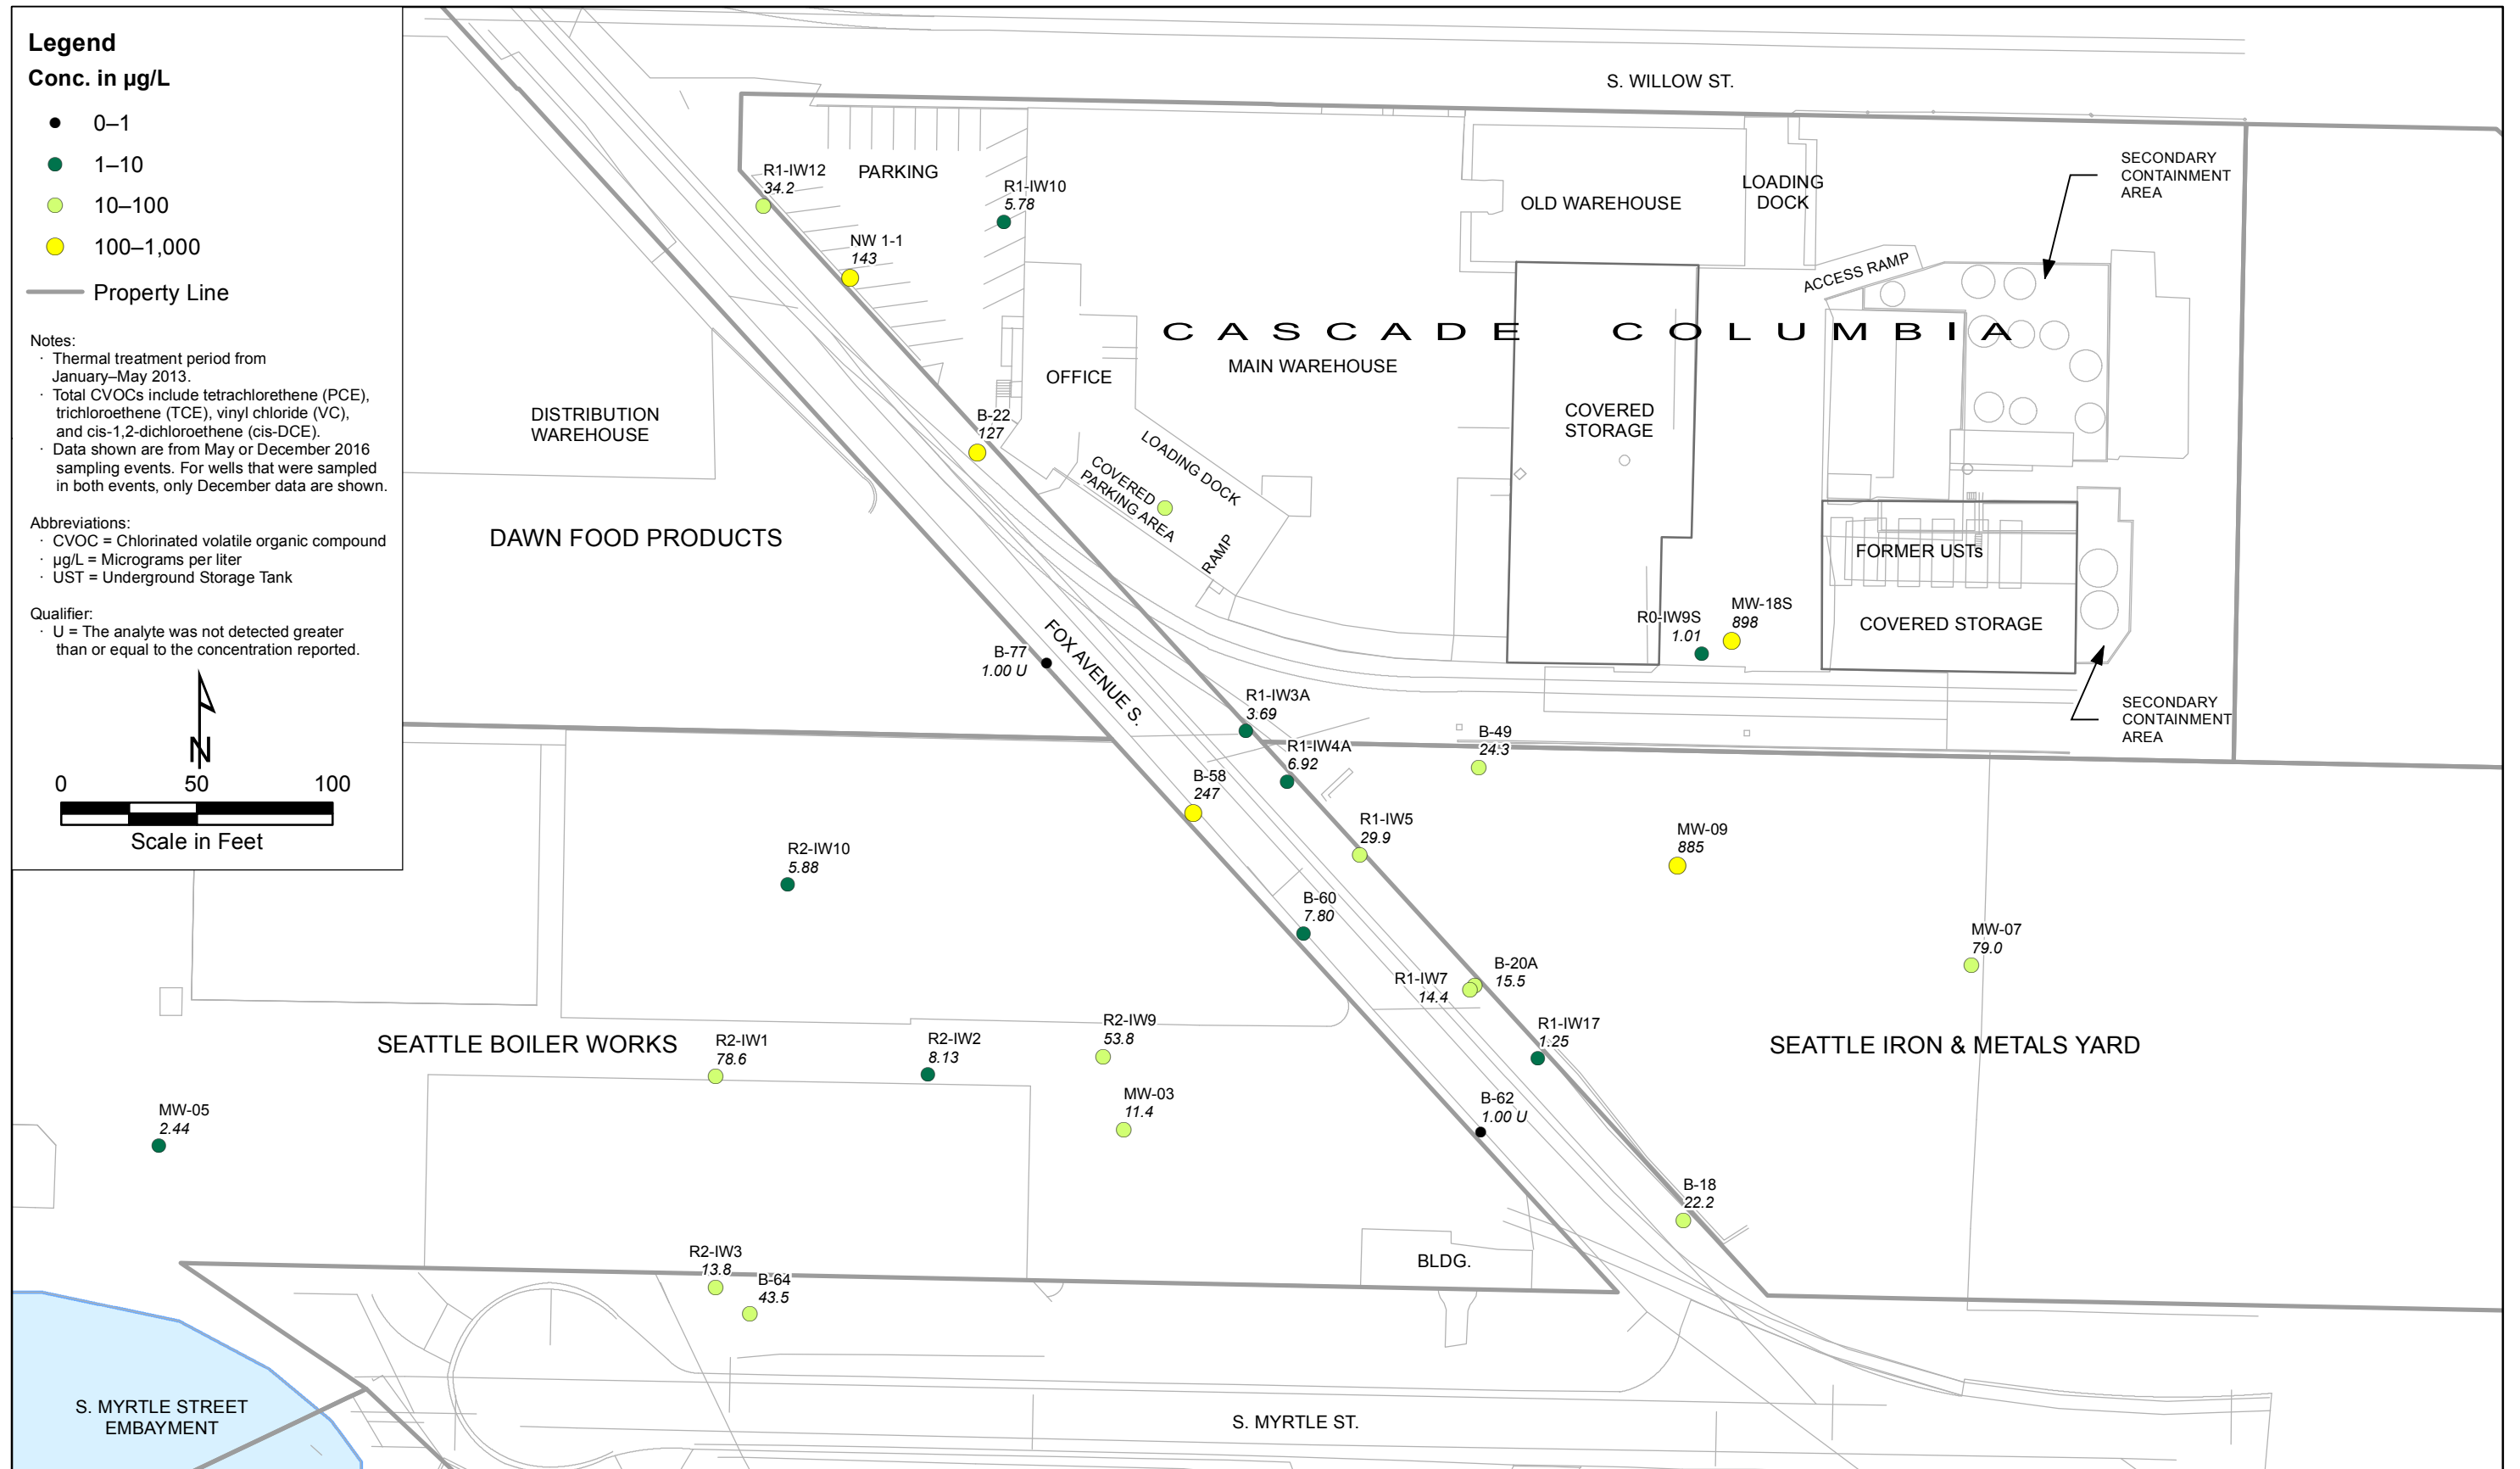 Legend
Conc. in µg/L
0–1
1–10
10–100
100–1,000
Property Line
Notes:
· Thermal treatment period from
January–May 2013.
· Total CVOCs include tetrachlorethene (PCE),
trichloroethene (TCE), vinyl chloride (VC),
and cis-1,2-dichloroethene (cis-DCE).
· Data shown are from May or December 2016
sampling events. For wells that were sampled
in both events, only December data are shown.
Abbreviations:
· CVOC = Chlorinated volatile organic compound
· µg/L = Micrograms per liter
· UST = Underground Storage Tank
Qualifier:
· U = The analyte was not detected greater
than or equal to the concentration reported.
N
0 50 100
Scale in Feet
S. WILLOW ST.
R1-IW12
34.2
PARKING
R1-IW10
5.78
NW 1-1
143
OLD WAREHOUSE
LOADING
DOCK
SECONDARY
CONTAINMENT
AREA
ACCESS RAMP
CASCADE COLUMBIA
MAIN WAREHOUSE
OFFICE
DISTRIBUTION
WAREHOUSE
B-22
127
COVERED
STORAGE
LOADING DOCK
COVERED
PARKING AREA
RAMP
DAWN FOOD PRODUCTS
FORMER USTs
COVERED STORAGE
R0-IW9S
1.01
MW-18S
898
B-77
1.00 U
FOX AVENUE S.
SECONDARY
CONTAINMENT
AREA
R1-IW3A
3.69
R1-IW4A
6.92
B-49
24.3
B-58
247
R1-IW5
29.9
MW-09
885
R2-IW10
5.88
B-60
7.80
MW-07
79.0
B-20A
15.5
R1-IW7
14.4
R1-IW17
1.25
SEATTLE BOILER WORKS
R2-IW1
78.6
R2-IW2
8.13
R2-IW9
53.8
SEATTLE IRON & METALS YARD
MW-03
11.4
MW-05
2.44
B-62
1.00 U
B-18
22.2
R2-IW3
13.8
B-64
43.5
BLDG.
S. MYRTLE STREET
EMBAYMENT
S. MYRTLE ST.